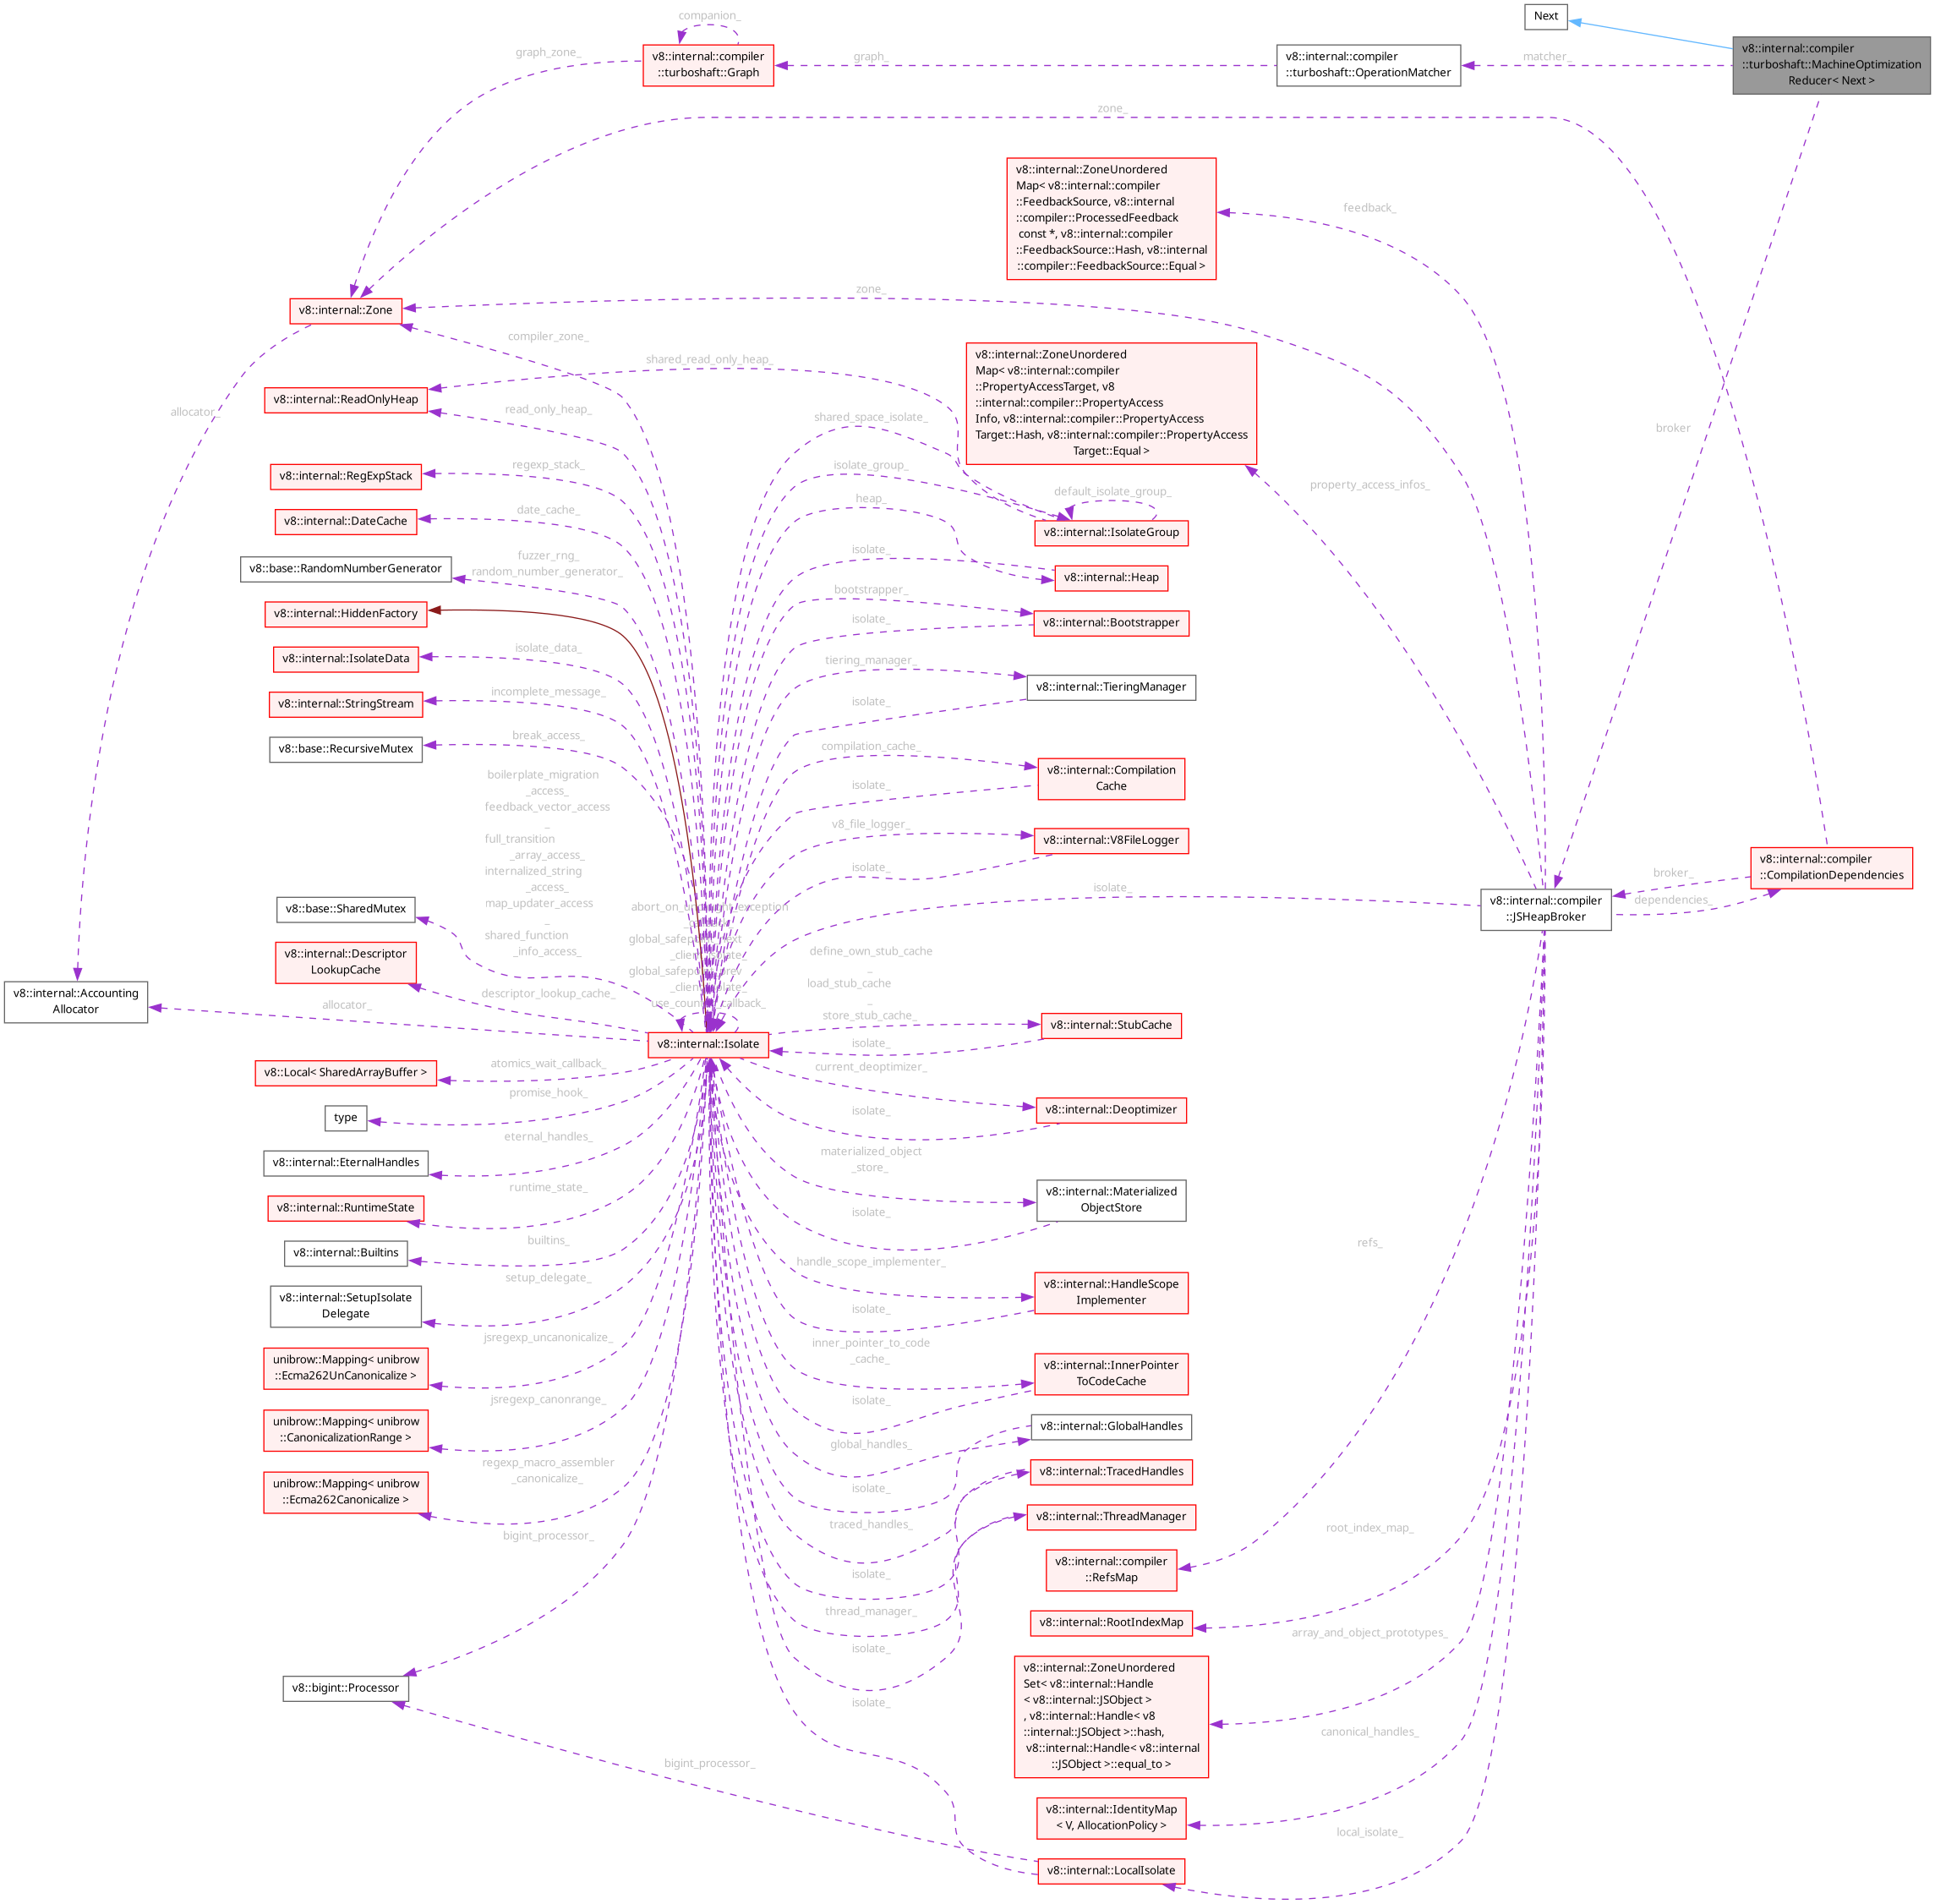 companion_
Next
graph_zone_
v8::internal::compiler
::turboshaft::Graph
graph_
v8::internal::compiler
::turboshaft::OperationMatcher
matcher_
v8::internal::compiler
::turboshaft::MachineOptimization
Reducer< Next >
zone_
v8::internal::ZoneUnordered
Map< v8::internal::compiler
::FeedbackSource, v8::internal
::compiler::ProcessedFeedback
const *, v8::internal::compiler
::FeedbackSource::Hash, v8::internal
::compiler::FeedbackSource::Equal >
feedback_
v8::internal::Zone
zone_
compiler_zone_
shared_read_only_heap_
v8::internal::ZoneUnordered
Map< v8::internal::compiler
::PropertyAccessTarget, v8
::internal::compiler::PropertyAccess
Info, v8::internal::compiler::PropertyAccess
Target::Hash, v8::internal::compiler::PropertyAccess
Target::Equal >
broker
v8::internal::ReadOnlyHeap
allocator_
read_only_heap_
shared_space_isolate_
v8::internal::RegExpStack
regexp_stack_
isolate_group_
default_isolate_group_
property_access_infos_
v8::internal::DateCache
date_cache_
heap_
v8::internal::IsolateGroup
v8::base::RandomNumberGenerator
fuzzer_rng_
random_number_generator_
isolate_
v8::internal::Heap
v8::internal::HiddenFactory
bootstrapper_
isolate_
v8::internal::Bootstrapper
v8::internal::IsolateData
isolate_data_
tiering_manager_
v8::internal::TieringManager
v8::internal::StringStream
incomplete_message_
isolate_
v8::base::RecursiveMutex
break_access_
compilation_cache_
v8::internal::Compilation
Cache
isolate_
boilerplate_migration
_access_
feedback_vector_access
_
full_transition
_array_access_
internalized_string
_access_
map_updater_access
_
shared_function
_info_access_
v8_file_logger_
v8::internal::V8FileLogger
isolate_
v8::internal::compiler
::CompilationDependencies
broker_
dependencies_
isolate_
v8::internal::compiler
::JSHeapBroker
v8::base::SharedMutex
global_safepoint_prev
_client_isolate_
v8::internal::Descriptor
LookupCache
define_own_stub_cache
_
load_stub_cache
_
store_stub_cache_
v8::internal::Accounting
Allocator
allocator_
descriptor_lookup_cache_
v8::internal::Isolate
isolate_
v8::internal::StubCache
v8::Local< SharedArrayBuffer >
atomics_wait_callback_
current_deoptimizer_
type
promise_hook_
isolate_
v8::internal::Deoptimizer
v8::internal::EternalHandles
eternal_handles_
materialized_object
_store_
v8::internal::RuntimeState
runtime_state_
isolate_
v8::internal::Materialized
ObjectStore
v8::internal::Builtins
builtins_
refs_
handle_scope_implementer_
v8::internal::SetupIsolate
Delegate
setup_delegate_
isolate_
v8::internal::HandleScope
Implementer
unibrow::Mapping< unibrow
::Ecma262UnCanonicalize >
jsregexp_uncanonicalize_
inner_pointer_to_code
_cache_
v8::internal::InnerPointer
ToCodeCache
isolate_
unibrow::Mapping< unibrow
::CanonicalizationRange >
jsregexp_canonrange_
v8::internal::GlobalHandles
global_handles_
unibrow::Mapping< unibrow
::Ecma262Canonicalize >
regexp_macro_assembler
_canonicalize_
isolate_
v8::internal::TracedHandles
bigint_processor_
traced_handles_
v8::internal::ThreadManager
root_index_map_
isolate_
v8::internal::compiler
::RefsMap
thread_manager_
v8::internal::RootIndexMap
isolate_
array_and_object_prototypes_
v8::bigint::Processor
isolate_
v8::internal::ZoneUnordered
Set< v8::internal::Handle
< v8::internal::JSObject >
, v8::internal::Handle< v8
::internal::JSObject >::hash,
v8::internal::Handle< v8::internal
::JSObject >::equal_to >
canonical_handles_
bigint_processor_
v8::internal::IdentityMap
< V, AllocationPolicy >
local_isolate_
v8::internal::LocalIsolate